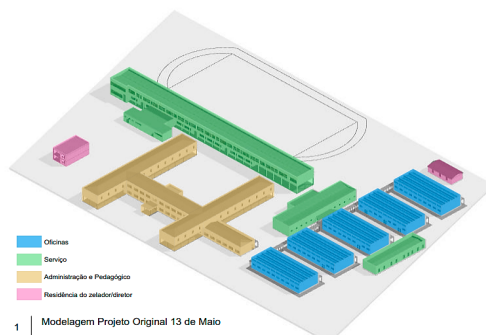 Oficinas
Serviço
Administração e Pedagógico
Residência do zelador/diretor
1 Modelagem Projeto Original 13 de Maio